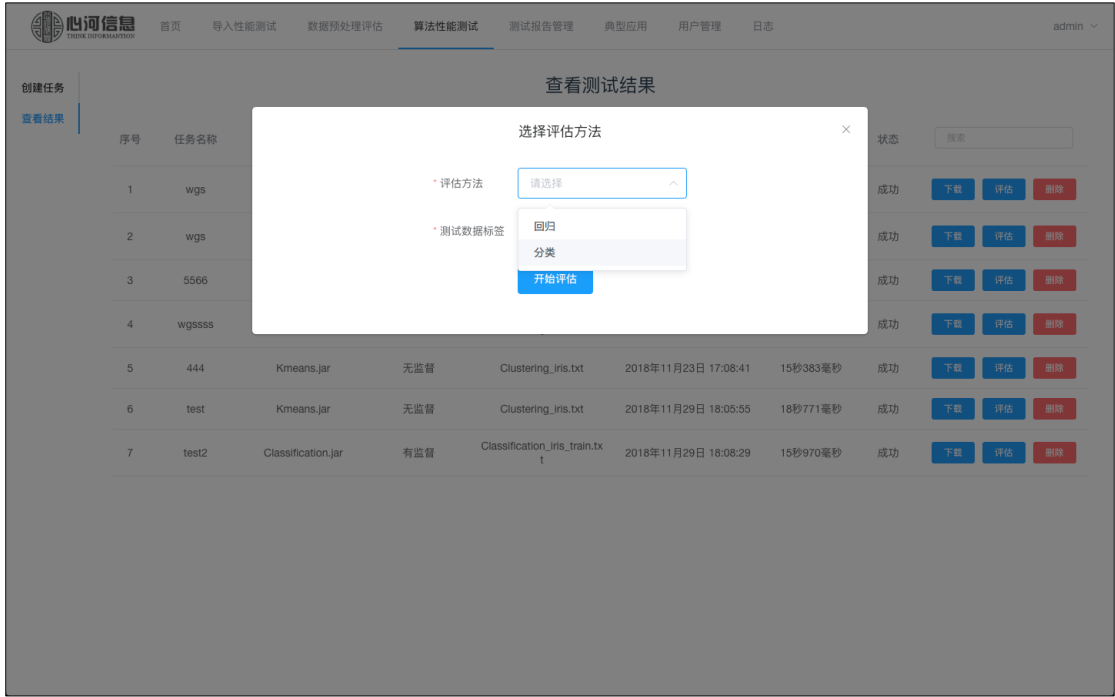 心河信息
THINK INFORMANTION
首页 导入性能测试 数据预处理评估 算法性能测试 测试报告管理 典型应用 用户管理 日志 admin
创建任务
查看结果
查看测试结果
选择评估方法
序号 任务名称 状态 搜索
* 评估方法 请选择
回归
分类
* 测试数据标签
开始评估
1 wgs 成功 下载 评估 删除
2 wgs 成功 下载 评估 删除
3 5566 成功 下载 评估 删除
4 wgssss 成功 下载 评估 删除
5 444 Kmeans.jar 无监督 Clustering_iris.txt 2018年11月23日 17:08:41 15秒383毫秒 成功 下载 评估 删除
6 test Kmeans.jar 无监督 Clustering_iris.txt 2018年11月29日 18:05:55 18秒771毫秒 成功 下载 评估 删除
7 test2 Classification.jar 有监督 Classification_iris_train.tx
t 2018年11月29日 18:08:29 15秒970毫秒 成功 下载 评估 删除